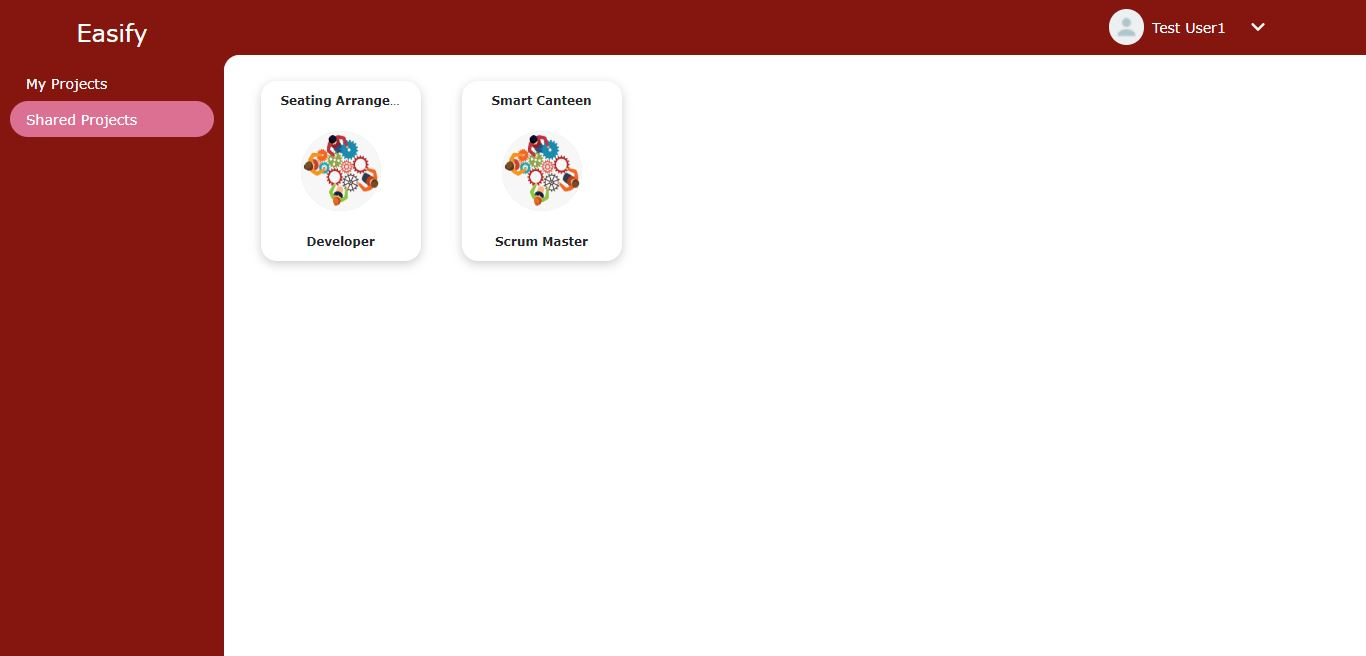 Easify
Test User1
My Projects
Shared Projects
Seating Arrange...
Smart Canteen
Developer
Scrum Master